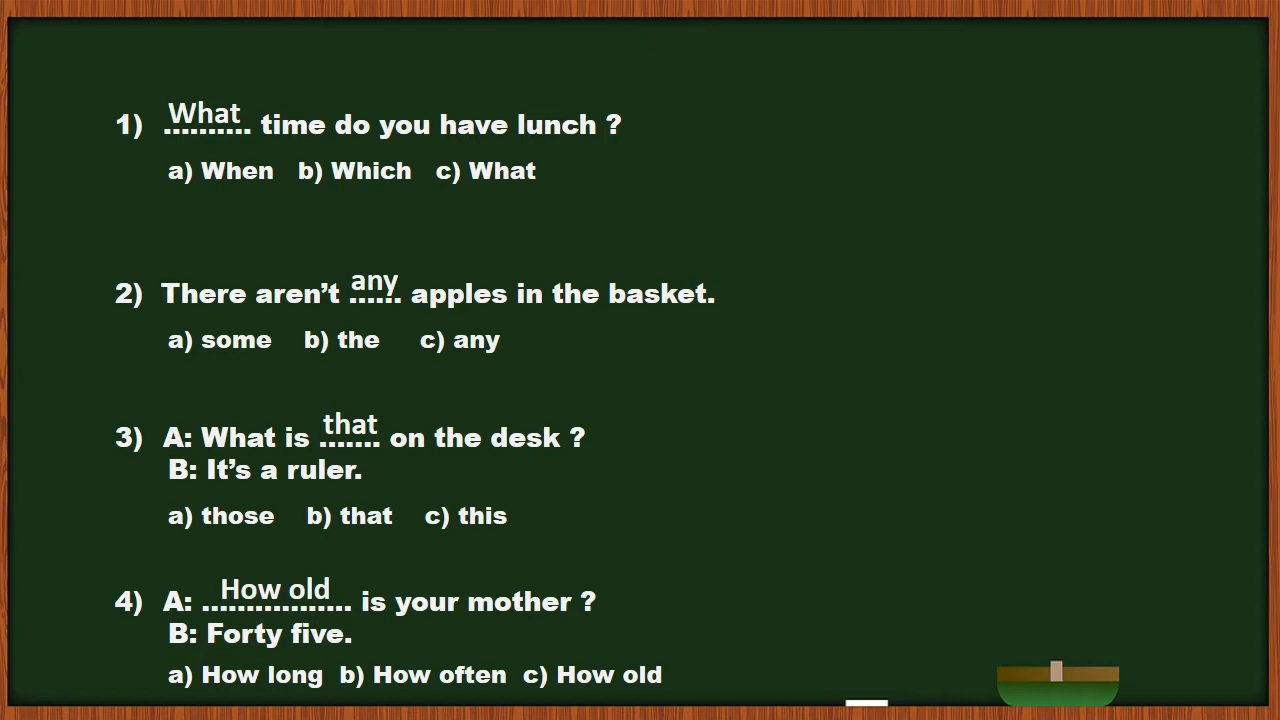 1) What .......... time do you have lunch ?
a) When b) Which c) What
2) There aren’t any ...... apples in the basket.
a) some b) the c) any
3) A: What is that ....... on the desk ?
B: It’s a ruler.
a) those b) that c) this
4) A: How old ................. is your mother ?
B: Forty five.
a) How long b) How often c) How old